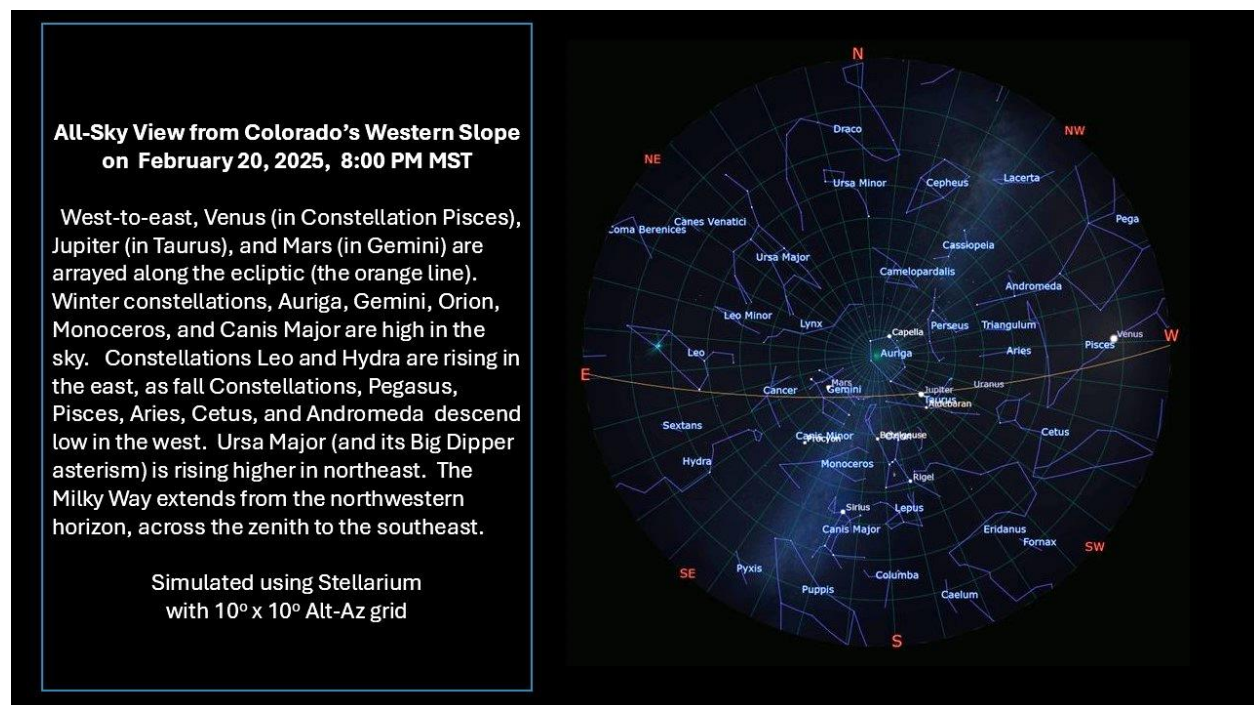 All-Sky View from Colorado's Western Slope
on February 20, 2025, 8:00 PM MST
West-to-east, Venus (in Constellation Pisces),
Jupiter (in Taurus), and Mars (in Gemini) are
arrayed along the ecliptic (the orange line).
Winter constellations, Auriga, Gemini, Orion,
Monoceros, and Canis Major are high in the
sky. Constellations Leo and Hydra are rising in
the east, as fall Constellations, Pegasus,
Pisces, Aries, Cetus, and Andromeda descend
low in the west. Ursa Major (and its Big Dipper
asterism) is rising higher in northeast. The
Milky Way extends from the northwestern
horizon, across the zenith to the southeast.
Simulated using Stellarium
with 10º x 10º Alt-Az grid
N
Draco
NW
NE
Ursa Minor
Cepheus
Lacerta
Canes Venatici
Pega
Coma Berenices
Cassiopeia
Ursa Major
Camelopardalis
Andromeda
Leo Minor
Lynx
Perseus
Triangulum
Capella
Venus
W
Pisces
Leo
Auriga
Aries
E
Mars
Gemini
Cancer
Jupiter
Uranus
Taurus
Aldebaran
Sextans
Canis Minor
Procyon
Betelgeuse
Orion
Cetus
Hydra
Monoceros
Rigel
Sirius
Lepus
Canis Major
Eridanus
Fornax
SW
Pyxis
SE
Columba
Puppis
Caelum
S